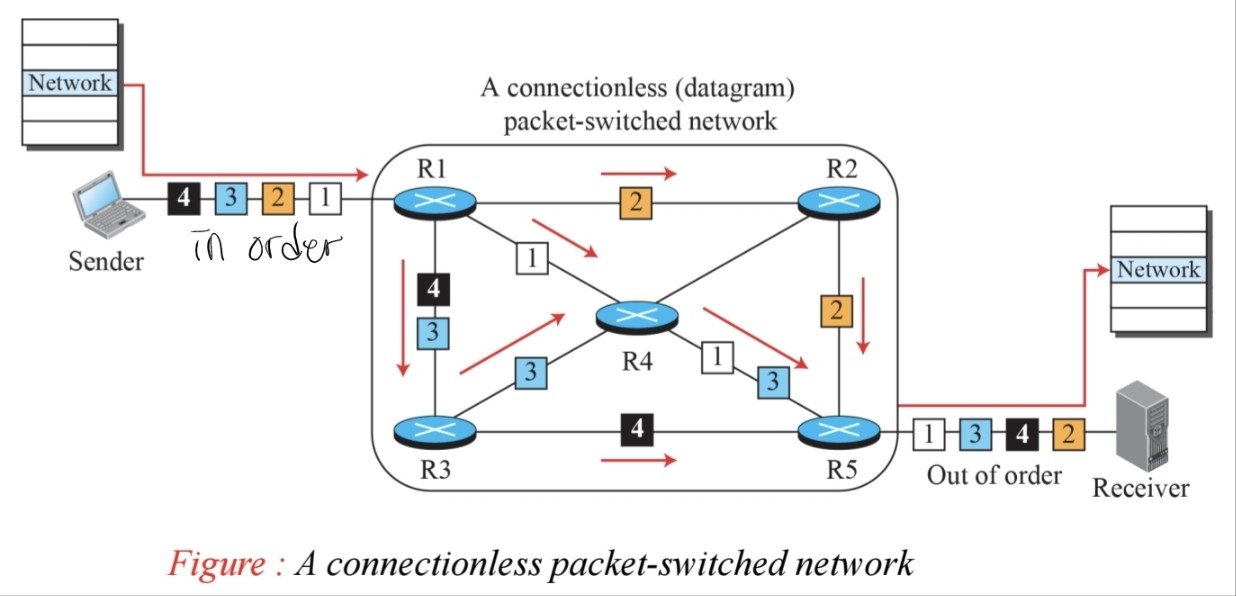 Network
A connectionless (datagram)
packet-switched network
R1
R2
2
4 3 2 1
Sender
in order
1
4
3
2
R4
1
3
3
4
R3
R5
Network
1 3 4 2
Out of order
Receiver
Figure : A connectionless packet-switched network